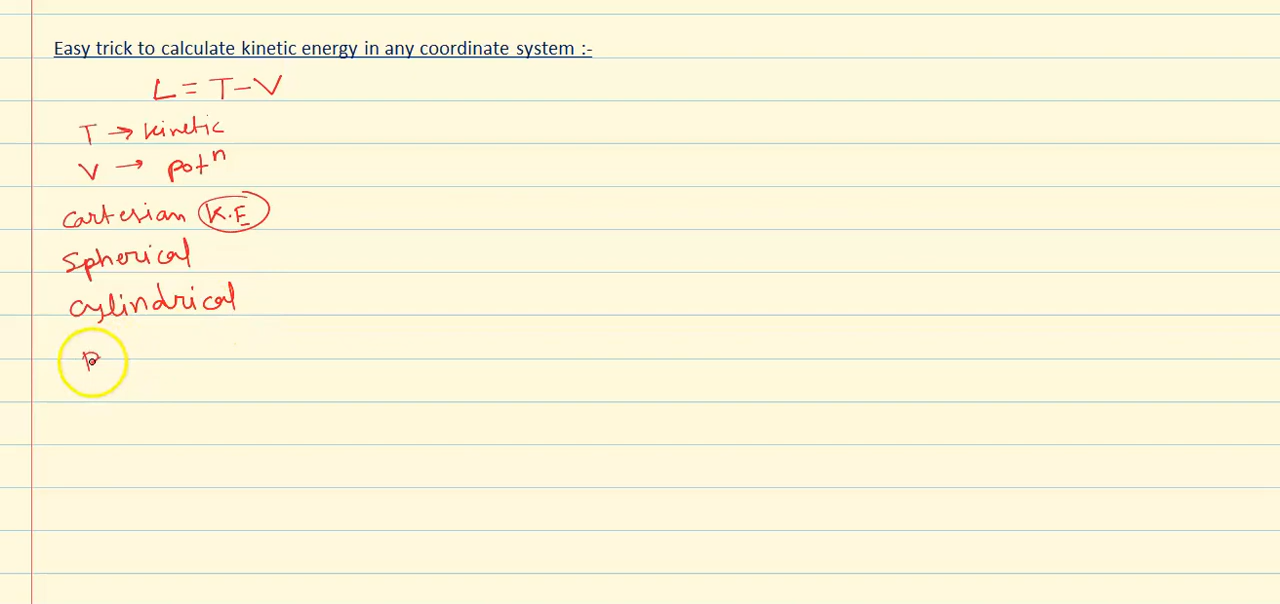 Easy trick to calculate kinetic energy in any coordinate system :-
L = T - V
T → kinetic
V → potⁿ
Cartesian K.E
Spherical
Cylindrical
P